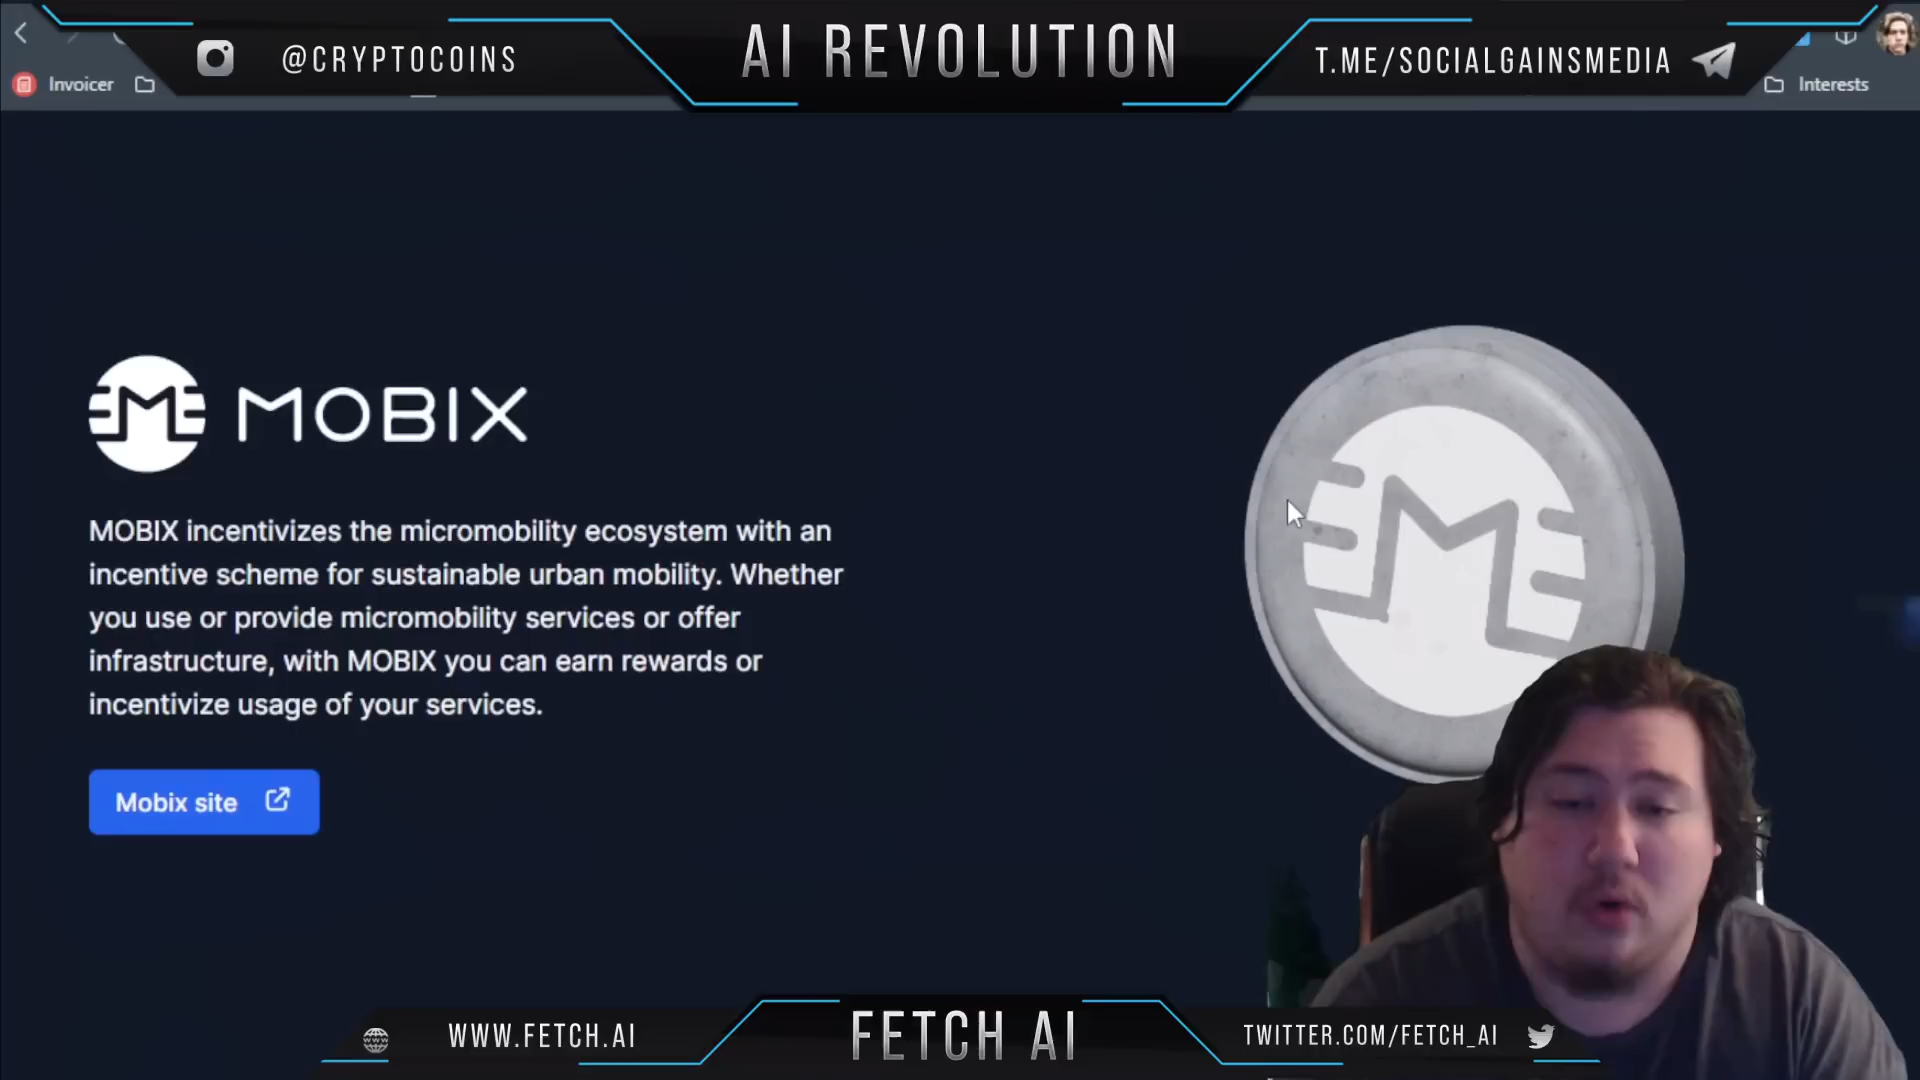 @CRYPTOCOINS
AI REVOLUTION
T.ME/SOCIALGAINSMEDIA
Invoicer
Interests
MOBIX
MOBIX incentivizes the micromobility ecosystem with an
incentive scheme for sustainable urban mobility. Whether
you use or provide micromobility services or offer
infrastructure, with MOBIX you can earn rewards or
incentivize usage of your services.
Mobix site
WWW.FETCH.AI
FETCH AI
TWITTER.COM/FETCH_AI